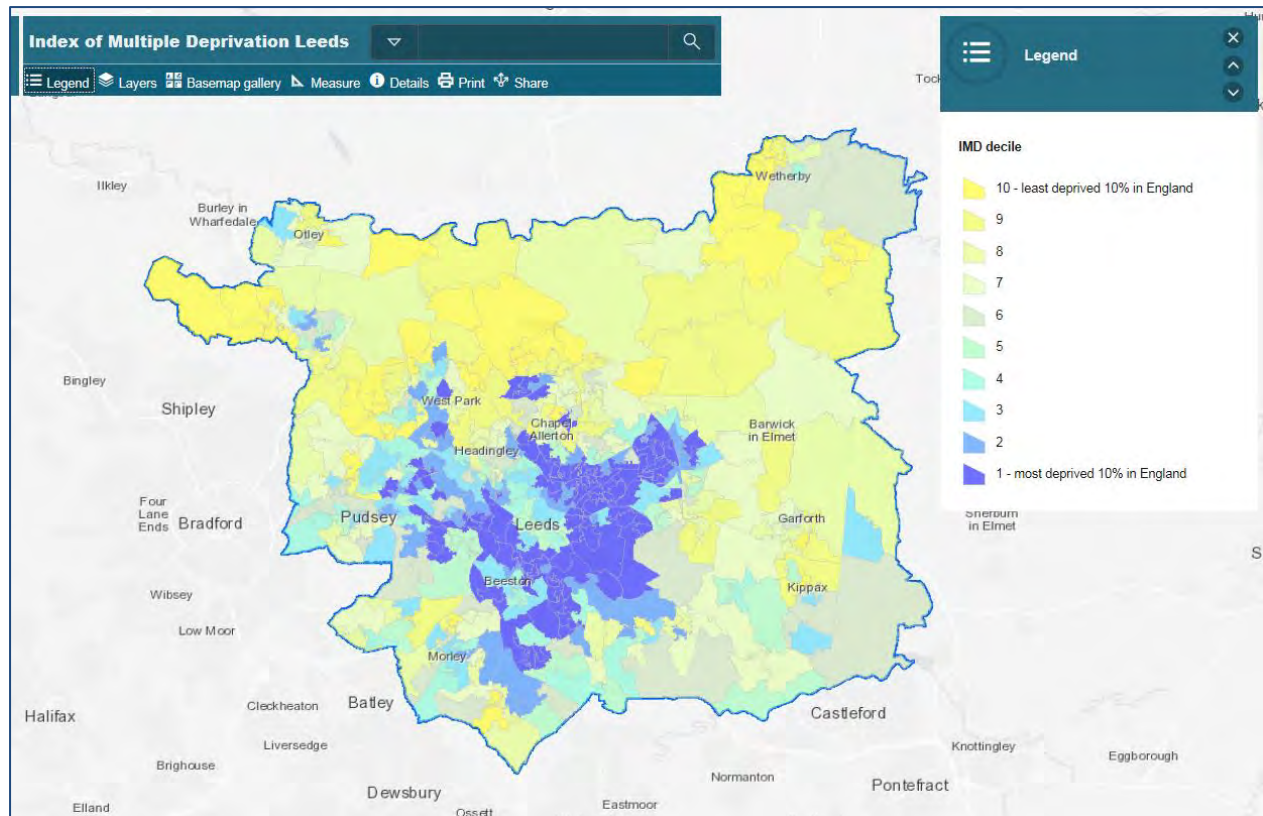 Index of Multiple Deprivation Leeds
Legend
Layers
Basemap gallery
Measure
Details
Print
Share
Legend
IMD decile
10 - least deprived 10% in England
9
8
7
6
5
4
3
2
1 - most deprived 10% in England
Wetherby
Ilkley
Burley in
Wharfedale
Otley
Bingley
Shipley
West Park
Chapel
Allerton
Barwick
in Elmet
Headingley
Four
Lane
Ends
Bradford
Pudsey
Leeds
Garforth
Sherburn
in Elmet
Beeston
Kippax
Wibsey
Low Moor
Morley
Cleckheaton
Batley
Halifax
Castleford
Liversedge
Knottingley
Eggborough
Brighouse
Normanton
Pontefract
Dewsbury
Elland
Ossett
Eastmoor